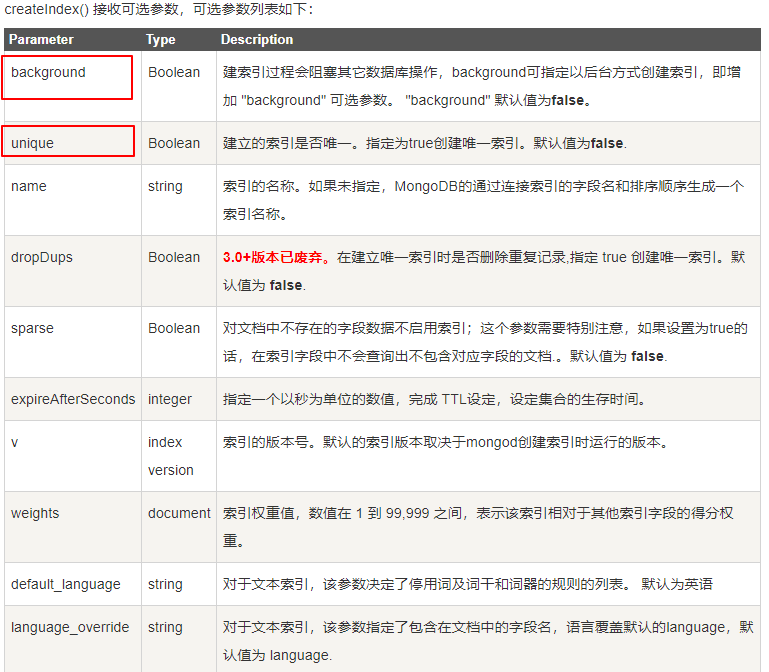 createIndex() 接收可选参数，可选参数列表如下：
Parameter Type Description
background Boolean 建索引过程会阻塞其它数据库操作，background可指定以后台方式创建索引，即增
加 "background" 可选参数。 "background" 默认值为false。
unique Boolean 建立的索引是否唯一。指定为true创建唯一索引。默认值为false.
name string 索引的名称。如果未指定，MongoDB的通过连接索引的字段名和排序顺序生成一个
索引名称。
dropDups Boolean 3.0+版本已废弃。在建立唯一索引时是否删除重复记录,指定 true 创建唯一索引。默
认值为 false.
sparse Boolean 对文档中不存在的字段数据不启用索引；这个参数需要特别注意，如果设置为true的
话，在索引字段中不会查询出不包含对应字段的文档.。默认值为 false.
expireAfterSeconds integer 指定一个以秒为单位的数值，完成 TTL设定，设定集合的生存时间。
v index 索引的版本号。默认的索引版本取决于mongod创建索引时运行的版本。
version
weights document 索引权重值，数值在 1 到 99,999 之间，表示该索引相对于其他索引字段的得分权
重。
default_language string 对于文本索引，该参数决定了停用词及词干和词器的规则的列表。 默认为英语
language_override string 对于文本索引，该参数指定了包含在文档中的字段名，语言覆盖默认的language，默
认值为 language.